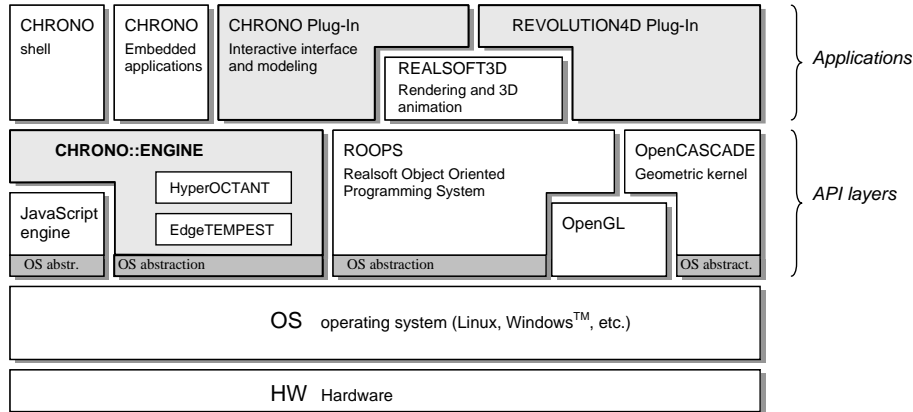 CHRONO
shell
CHRONO
Embedded
applications
CHRONO Plug-In
Interactive interface
and modeling
REVOLUTION4D Plug-In
REALSOFT3D
Rendering and 3D
animation
Applications
CHRONO::ENGINE
HyperOCTANT
EdgeTEMPEST
JavaScript
engine
OS abstr.
OS abstraction
ROOPS
Realsoft Object Oriented
Programming System
OS abstraction
OpenGL
OpenCASCADE
Geometric kernel
OS abstract.
API layers
OS operating system (Linux, Windows™, etc.)
HW Hardware